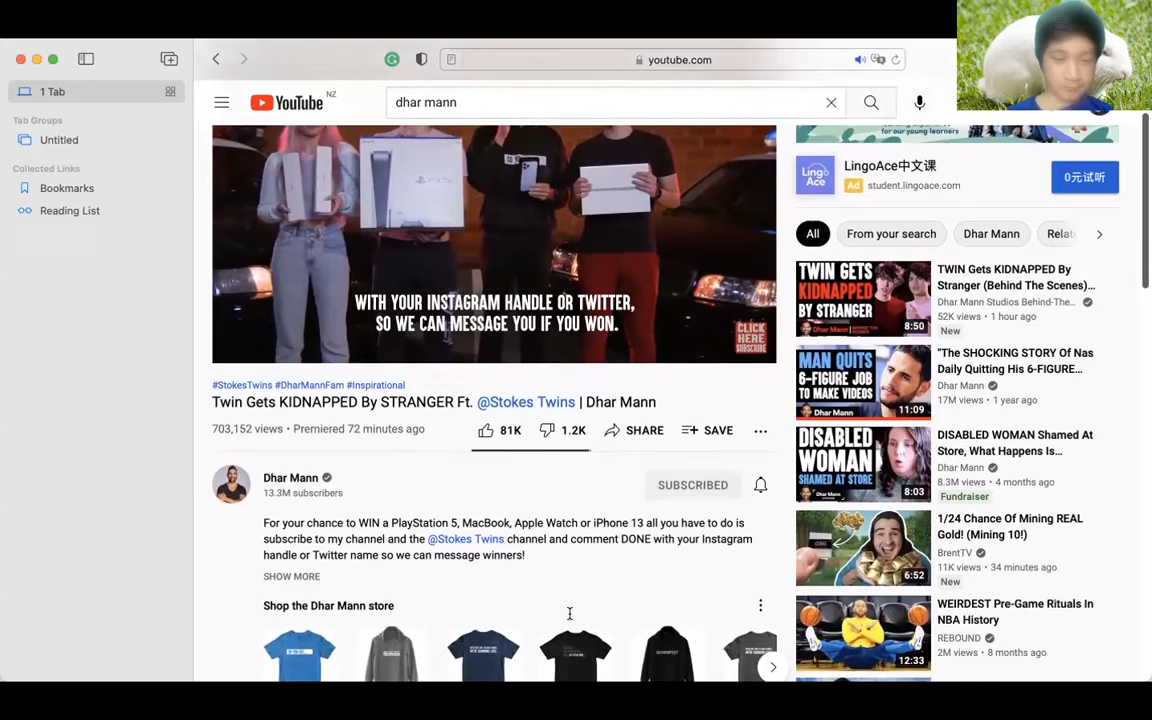 youtube.com
1 Tab
Tab Groups
Untitled
Collected Links
Bookmarks
Reading List
YouTube NZ
dhar mann
WITH YOUR INSTAGRAM HANDLE OR TWITTER,
SO WE CAN MESSAGE YOU IF YOU WON.
CLICK
HERE
SUBSCRIBE
#StokesTwins #DharMannFam #Inspirational
Twin Gets KIDNAPPED By STRANGER Ft. @Stokes Twins | Dhar Mann
703,152 views • Premiered 72 minutes ago
81K
1.2K
SHARE
SAVE
Dhar Mann
13.3M subscribers
SUBSCRIBED
For your chance to WIN a PlayStation 5, MacBook, Apple Watch or iPhone 13 all you have to do is
subscribe to my channel and the @Stokes Twins channel and comment DONE with your Instagram
handle or Twitter name so we can message winners!
SHOW MORE
Shop the Dhar Mann store
for our young learners
Lingo
Ace
LingoAce中文课
Ad student.lingoace.com
0元试听
All
From your search
Dhar Mann
Relat
TWIN GETS
KIDNAPPED
BY STRANGER
Dhar Mann
8:50
TWIN Gets KIDNAPPED By
Stranger (Behind The Scenes)...
Dhar Mann Studios Behind-The...
52K views • 1 hour ago
New
MAN QUITS
6-FIGURE JOB
TO MAKE VIDEOS
Dhar Mann
11:09
"The SHOCKING STORY Of Nas
Daily Quitting His 6-FIGURE...
Dhar Mann
17M views • 1 year ago
DISABLED
WOMAN
SHAMED AT STORE
8:03
DISABLED WOMAN Shamed At
Store, What Happens Is...
Dhar Mann
8.3M views • 4 months ago
Fundraiser
6:52
1/24 Chance Of Mining REAL
Gold! (Mining 10!)
BrentTV
11K views • 34 minutes ago
New
12:33
WEIRDEST Pre-Game Rituals In
NBA History
REBOUND
2M views • 8 months ago